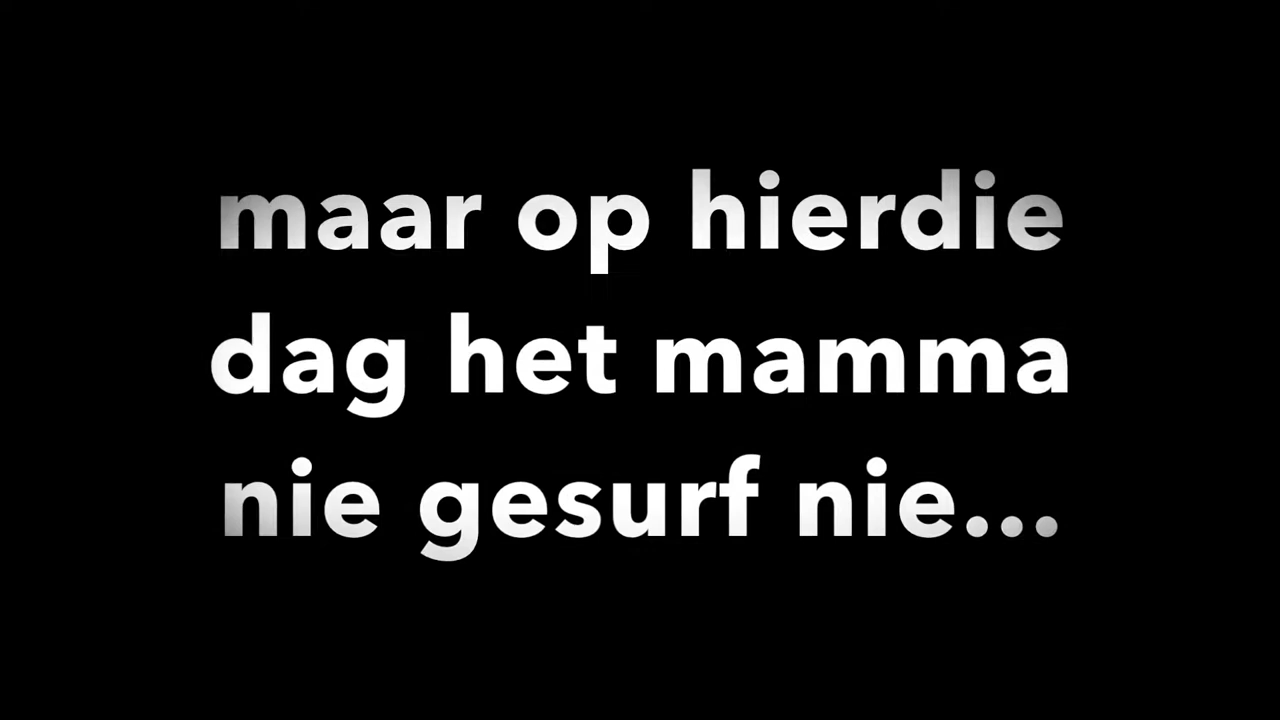 maar op hierdie
dag het mamma
nie gesurf nie...